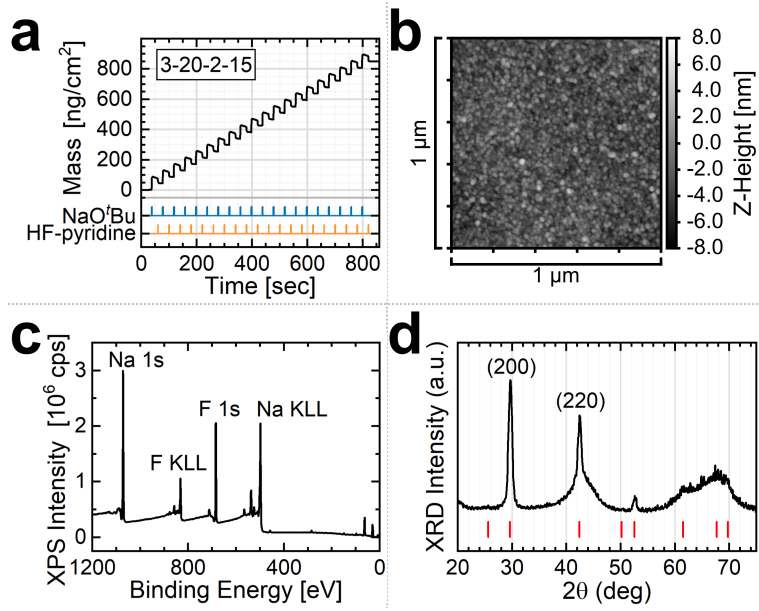 a
3-20-2-15
Mass [ng/cm²]
800
600
400
200
0
NaOᵗBu
HF-pyridine
0 200 400 600 800
Time [sec]
b
1 µm
1 µm
8.0
6.0
4.0
2.0
-0.0
-2.0
-4.0
-6.0
-8.0
Z-Height [nm]
c
XPS Intensity [10⁶ cps]
3
2
1
0
Na 1s
F KLL
F 1s
Na KLL
1200 800 400 0
Binding Energy [eV]
d
XRD Intensity (a.u.)
(200)
(220)
20 30 40 50 60 70
2θ (deg)